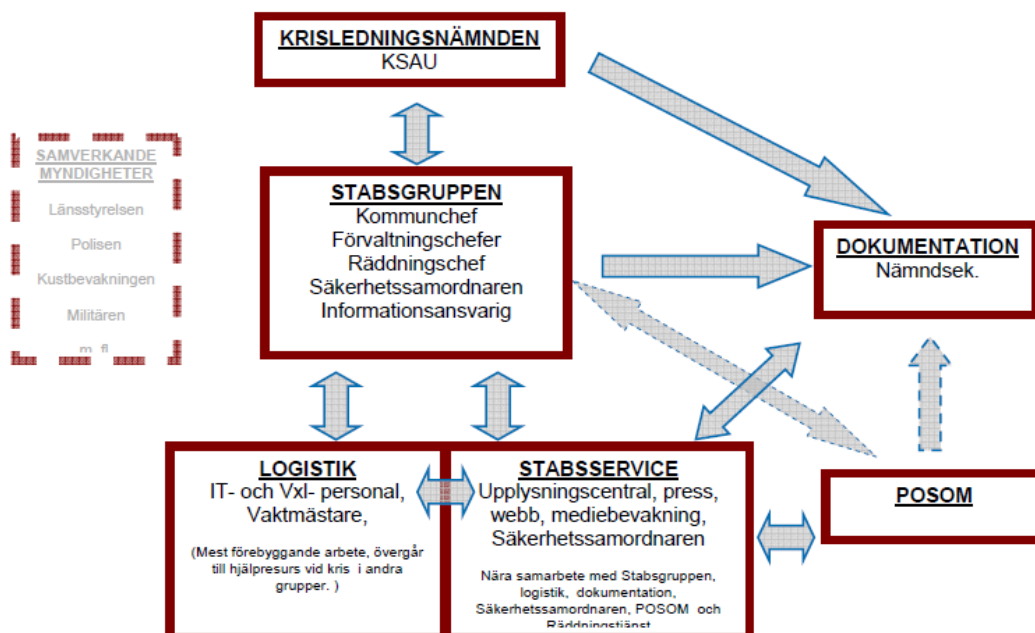 KRISLEDNINGSNÄMNDEN
KSAU
SAMVERKANDE
MYNDIGHETER
Länsstyrelsen
Polisen
Kustbevakningen
Militären
m fl
STABSGRUPPEN
Kommunchef
Förvaltningschefer
Räddningschef
Säkerhetssamordnaren
Informationsansvarig
DOKUMENTATION
Nämndsek.
LOGISTIK
IT- och Vxl- personal,
Vaktmästare,
(Mest förebyggande arbete, övergår
till hjälpresurs vid kris i andra
grupper. )
STABSSERVICE
Upplysningscentral, press,
webb, mediebevakning,
Säkerhetssamordnaren
Nära samarbete med Stabsgruppen,
logistik, dokumentation,
Säkerhetssamordnaren, POSOM och
Räddningstjänst
POSOM